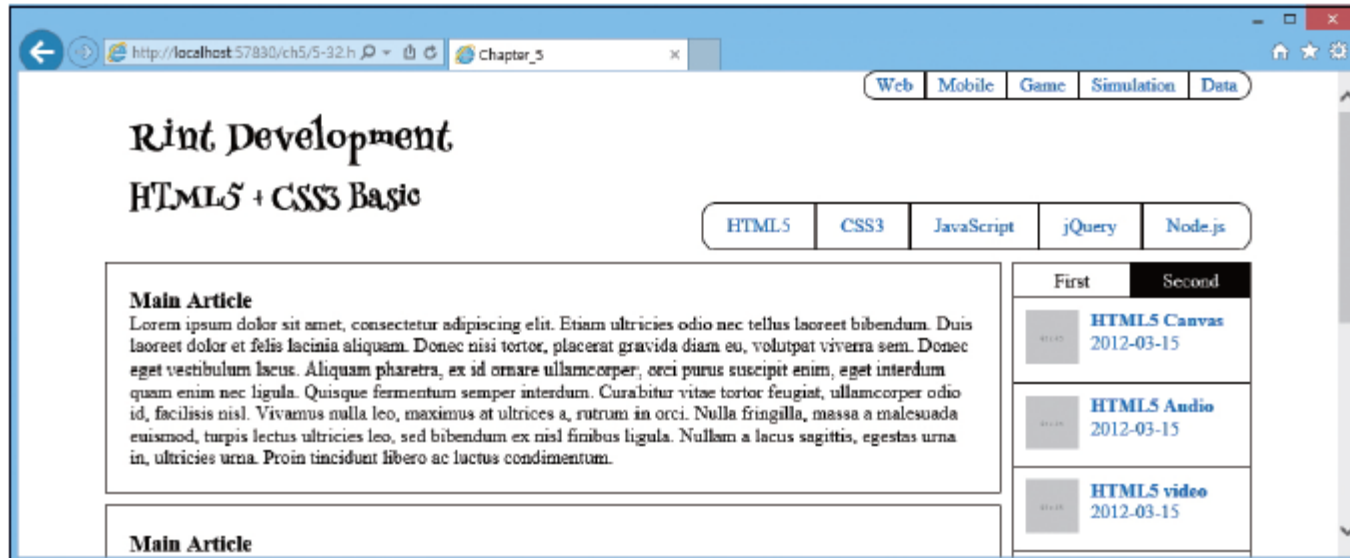 http://localhost:57830/ch5/5-32.h
Chapter_5
Web Mobile Game Simulation Data
Rint Development
HTML5 + CSS3 Basic
HTML5 CSS3 JavaScript jQuery Node.js
Main Article
Lorem ipsum dolor sit amet, consectetur adipiscing elit. Etiam ultricies odio nec tellus laoreet bibendum. Duis
laoreet dolor et felis lacinia aliquam. Donec nisi tortor, placerat gravida diam eu, volutpat viverra sem. Donec
eget vestibulum lacus. Aliquam pharetra, ex id ornare ullamcorper, orci purus suscipit enim, eget interdum
quam enim nec ligula. Quisque fermentum semper interdum. Curabitur vitae tortor feugiat, ullamcorper odio
id, facilisis nisl. Vivamus nulla leo, maximus at ultrices a, rutrum in orci. Nulla fringilla, massa a malesuada
euismod, turpis lectus ultricies leo, sed bibendum ex nisl finibus ligula. Nullam a lacus sagittis, egestas urna
in, ultricies urna. Proin tincidunt libero ac luctus condimentum.
Main Article
First Second
HTML5 Canvas
2012-03-15
HTML5 Audio
2012-03-15
HTML5 video
2012-03-15